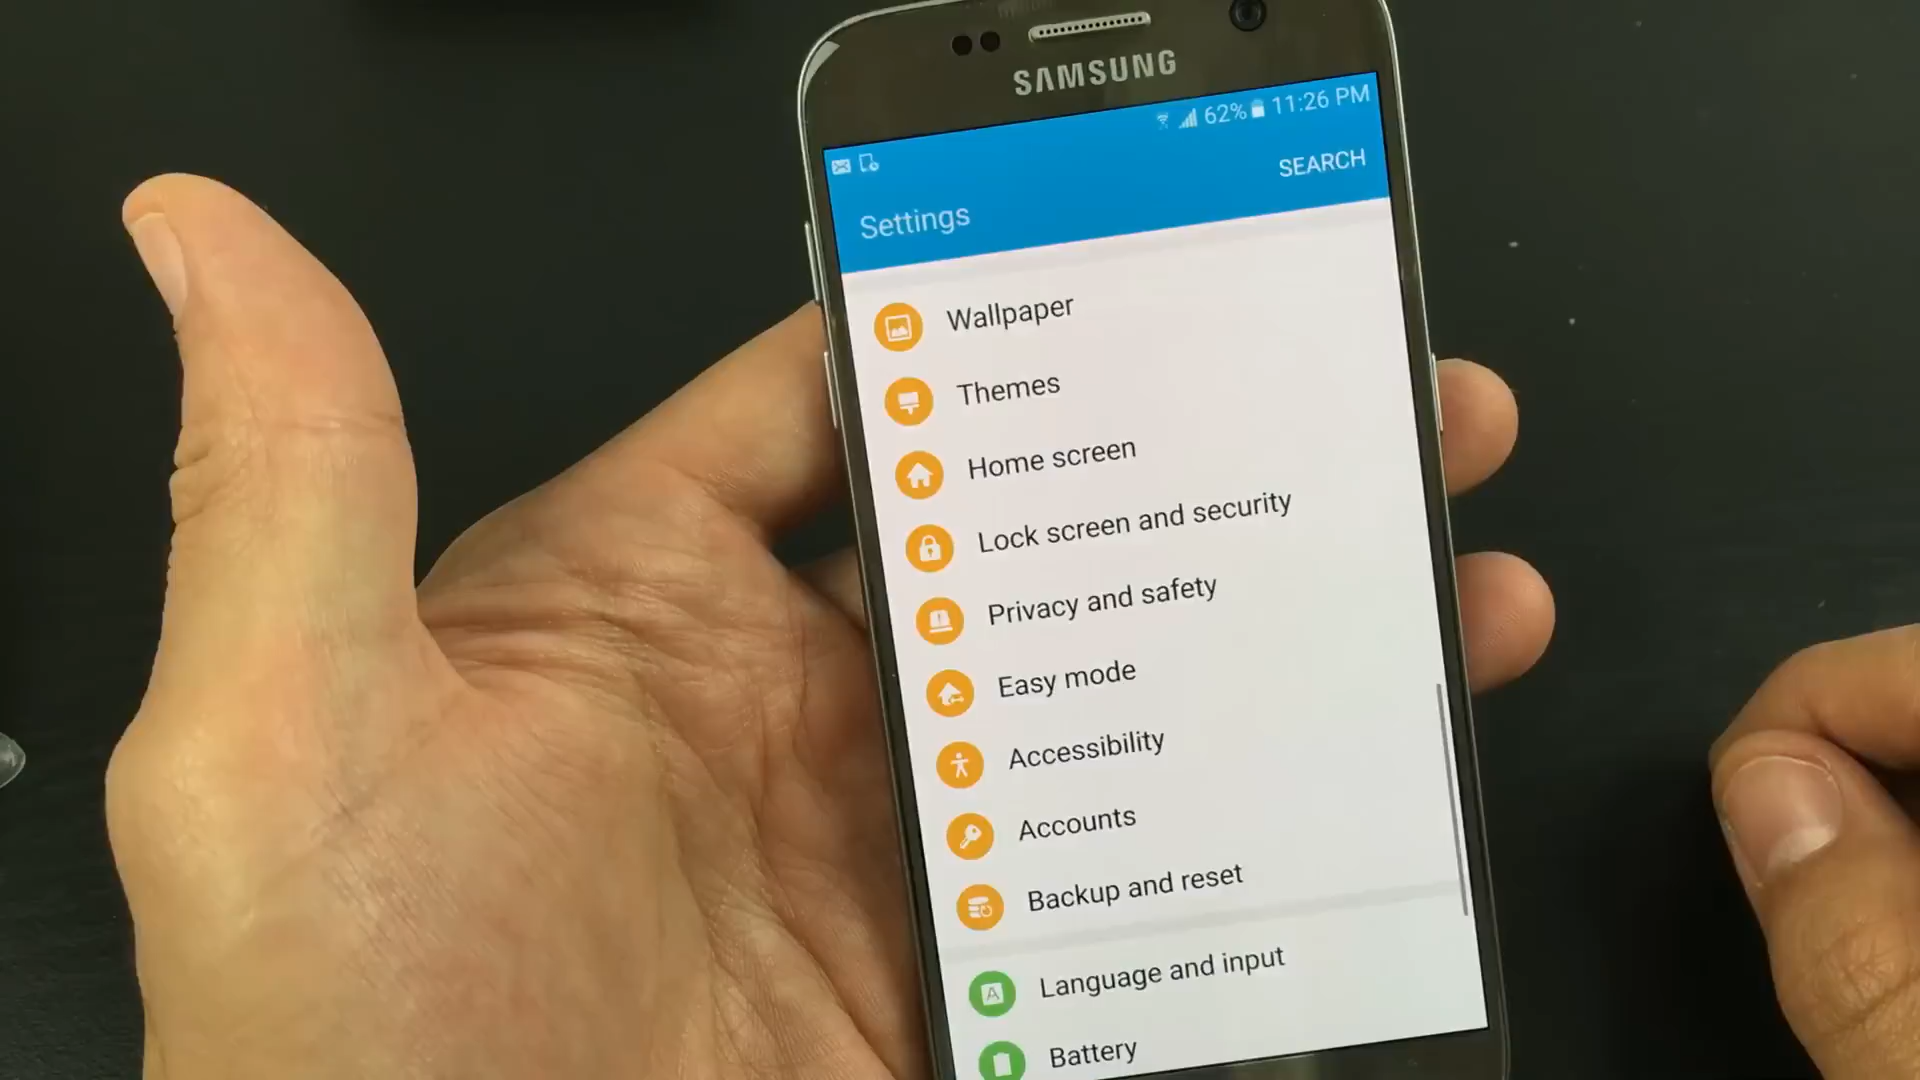 SAMSUNG
62% 11:26 PM
SEARCH
Settings
Wallpaper
Themes
Home screen
Lock screen and security
Privacy and safety
Easy mode
Accessibility
Accounts
Backup and reset
A Language and input
Battery